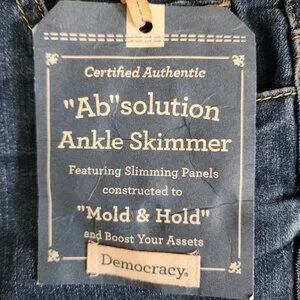 Certified Authentic
"Ab"solution
Ankle Skimmer
Featuring Slimming Panels
constructed to
"Mold & Hold"
and Boost Your Assets
Democracy®